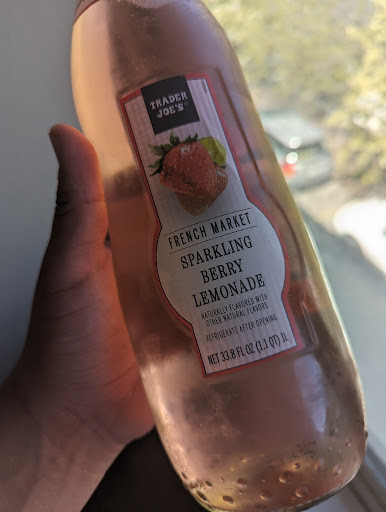 TRADER
JOE'S
FRENCH MARKET
SPARKLING
BERRY
LEMONADE
NATURALLY FLAVORED WITH
OTHER NATURAL FLAVORS
REFRIGERATE AFTER OPENING
NET 33.8 FL OZ (1.1 QT) 1L